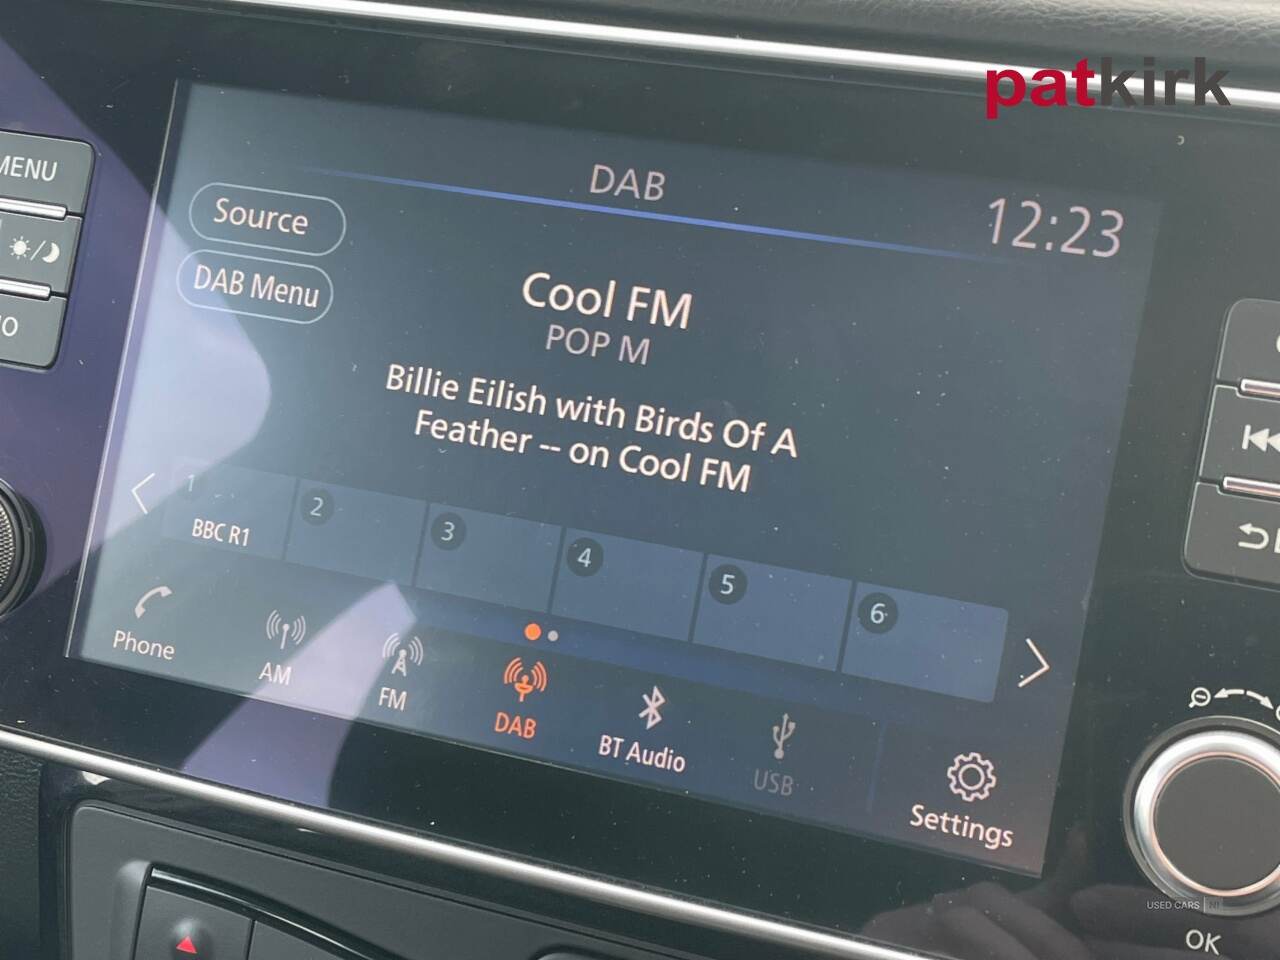 patkirk
MENU
DAB
12:23
Source
DAB Menu
Cool FM
POP M
Billie Eilish with Birds Of A
Feather -- on Cool FM
1
2
3
4
5
6
BBC R1
Phone
AM
FM
DAB
BT Audio
USB
Settings
USED CARS NI
OK